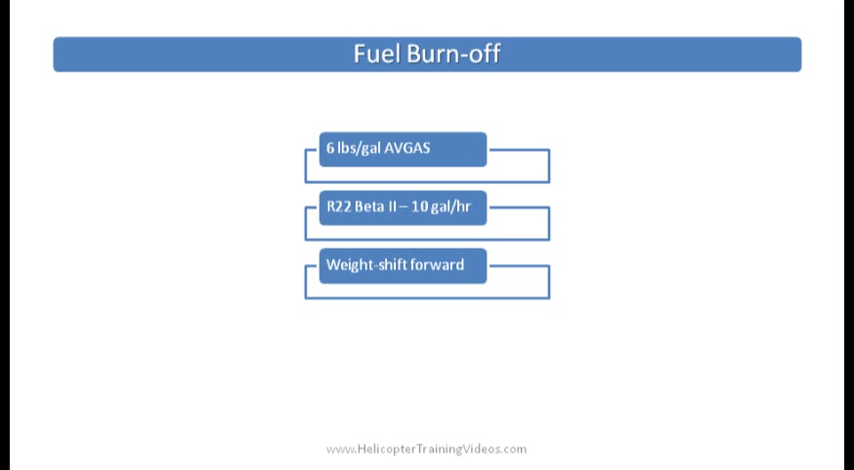 Fuel Burn-off
6 lbs/gal AVGAS
R22 Beta II – 10 gal/hr
Weight-shift forward
www.HelicopterTrainingVideos.com